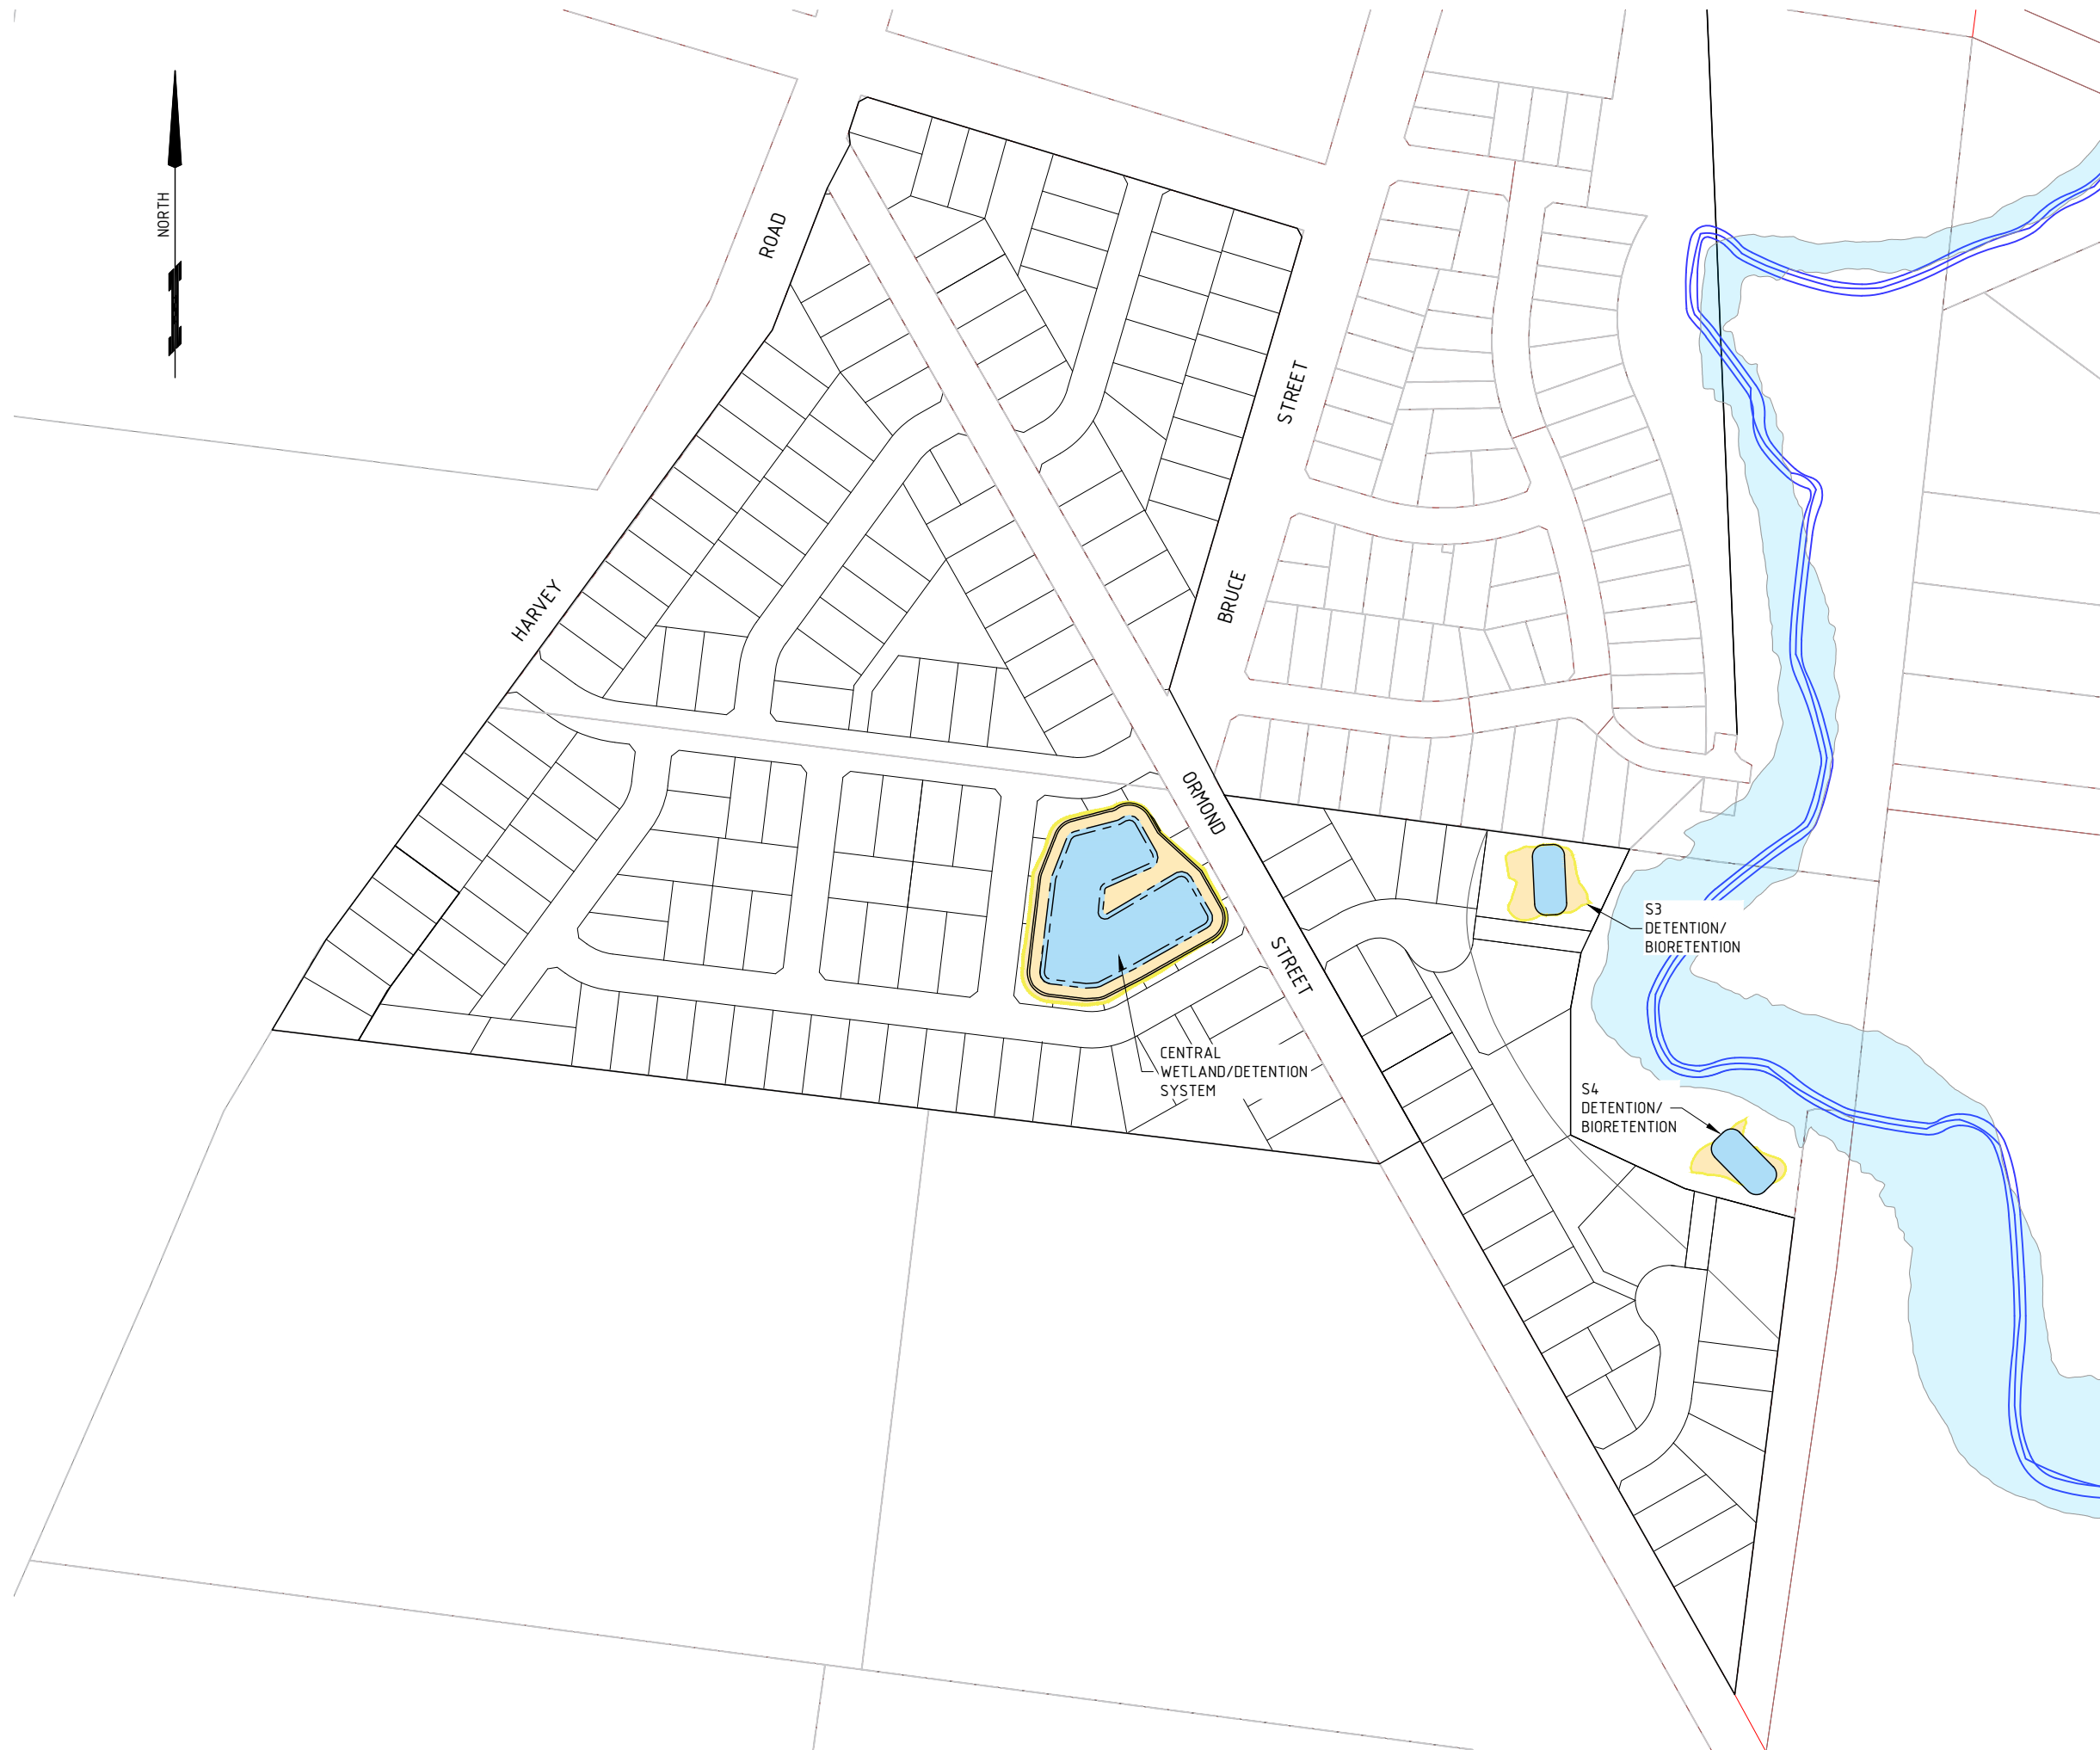 NORTH
ROAD
HARVEY
STREET
BRUCE
ORMOND
STREET
S3
DETENTION/
BIORETENTION
CENTRAL
WETLAND/DETENTION
SYSTEM
S4
DETENTION/
BIORETENTION